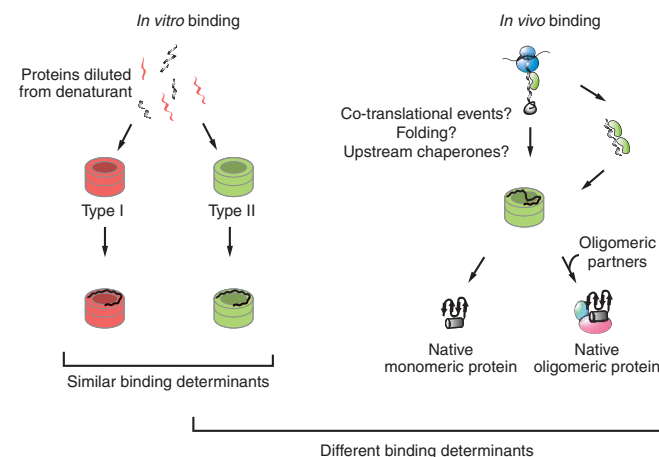 In vitro binding
Proteins diluted
from denaturant
Type I
Type II
Similar binding determinants
In vivo binding
Co-translational events?
Folding?
Upstream chaperones?
Oligomeric
partners
Native
monomeric protein
Native
oligomeric protein
Different binding determinants